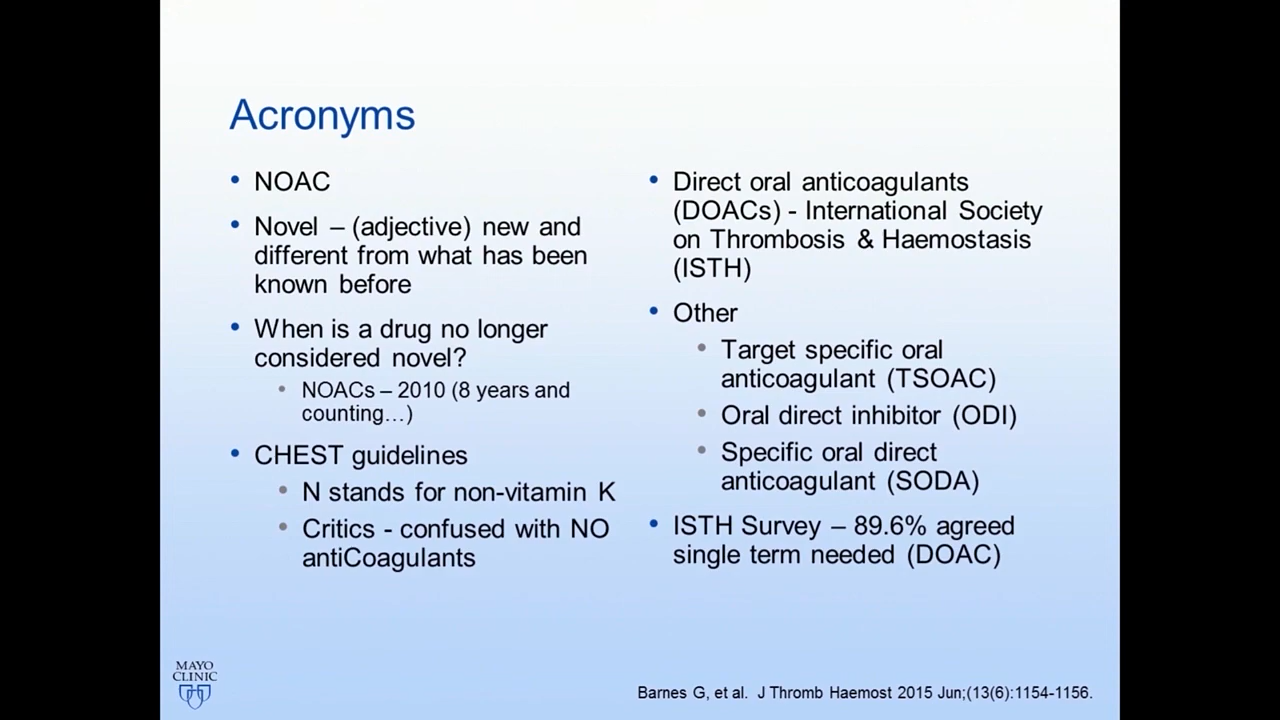 Acronyms
• NOAC
• Novel – (adjective) new and
different from what has been
known before
• When is a drug no longer
considered novel?
• NOACs – 2010 (8 years and
counting…)
• CHEST guidelines
• N stands for non-vitamin K
• Critics - confused with NO
antiCoagulants
• Direct oral anticoagulants
(DOACs) - International Society
on Thrombosis & Haemostasis
(ISTH)
• Other
• Target specific oral
anticoagulant (TSOAC)
• Oral direct inhibitor (ODI)
• Specific oral direct
anticoagulant (SODA)
• ISTH Survey – 89.6% agreed
single term needed (DOAC)
MAYO
CLINIC
Barnes G, et al. J Thromb Haemost 2015 Jun;(13(6):1154-1156.